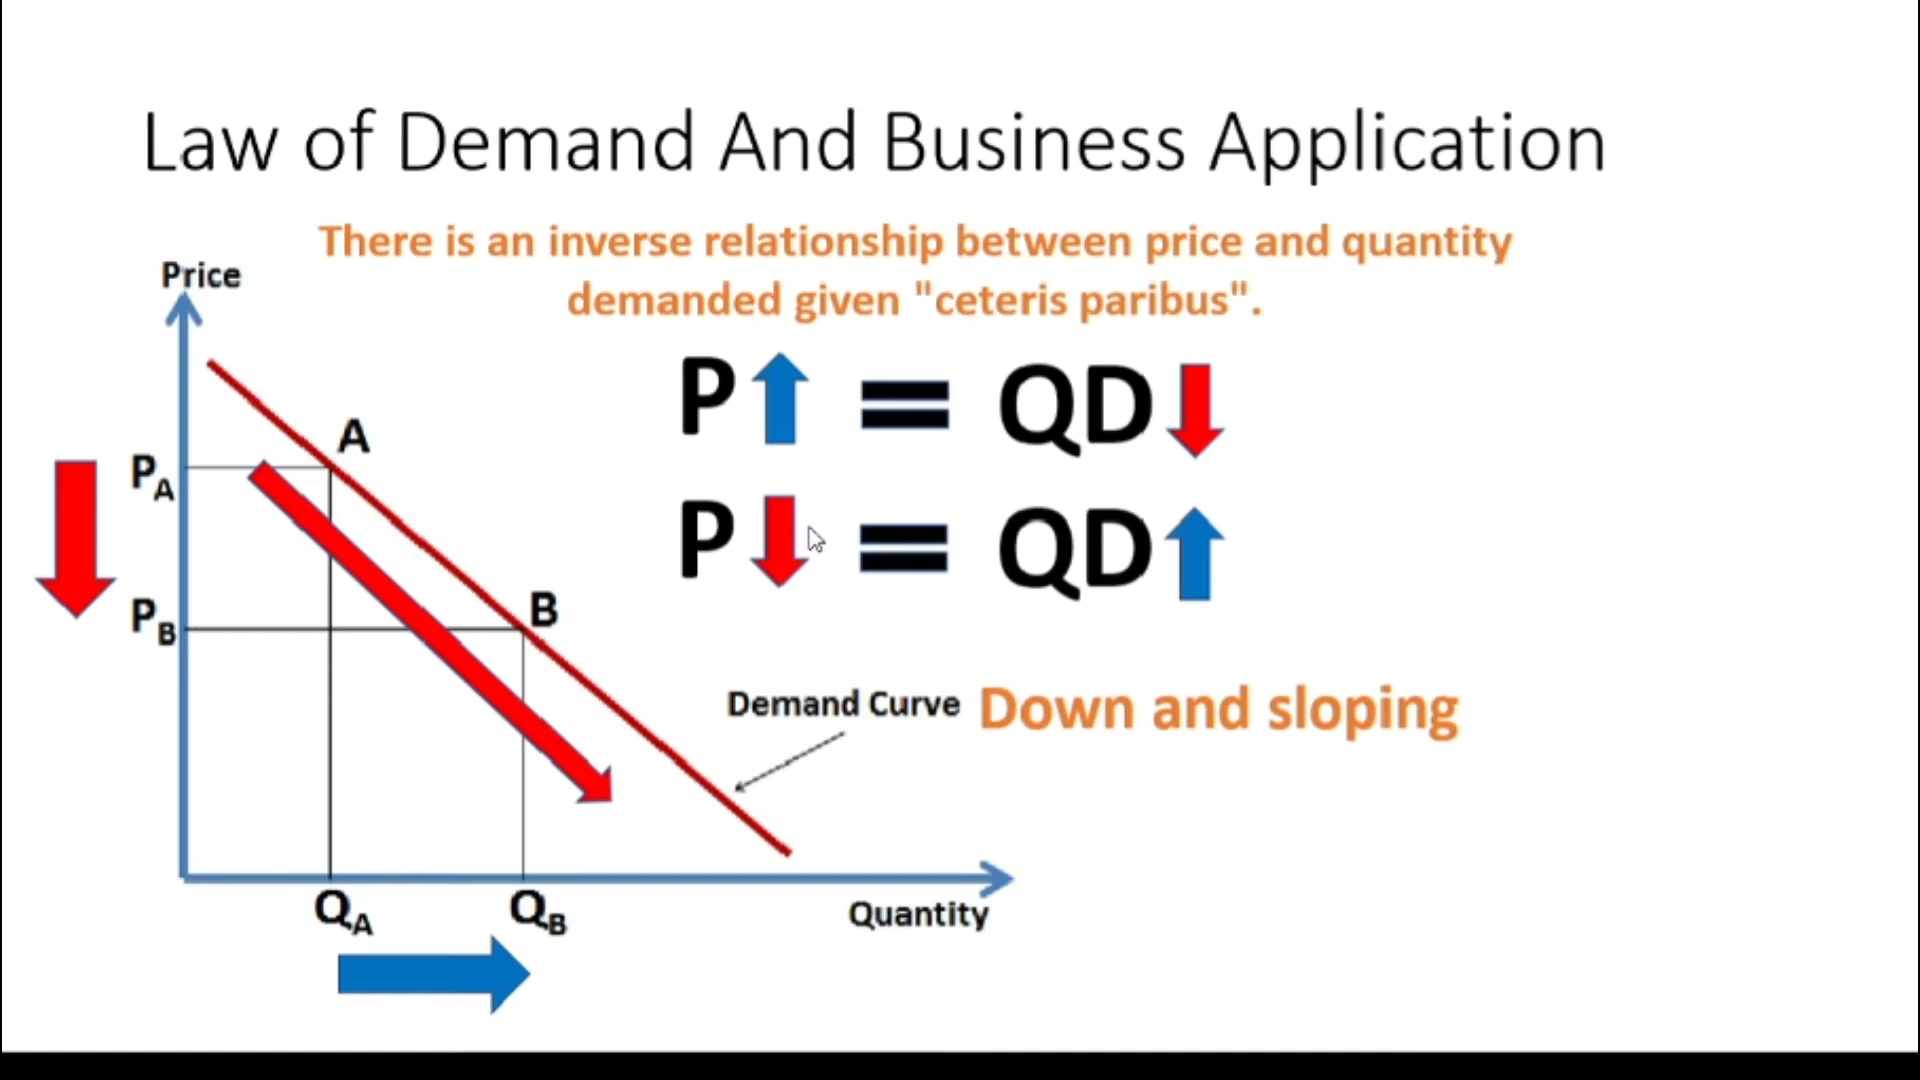 Law of Demand And Business Application
There is an inverse relationship between price and quantity
demanded given "ceteris paribus".
Price
P = QD
A
PA
P = QD
B
PB
Demand Curve Down and sloping
QA QB Quantity